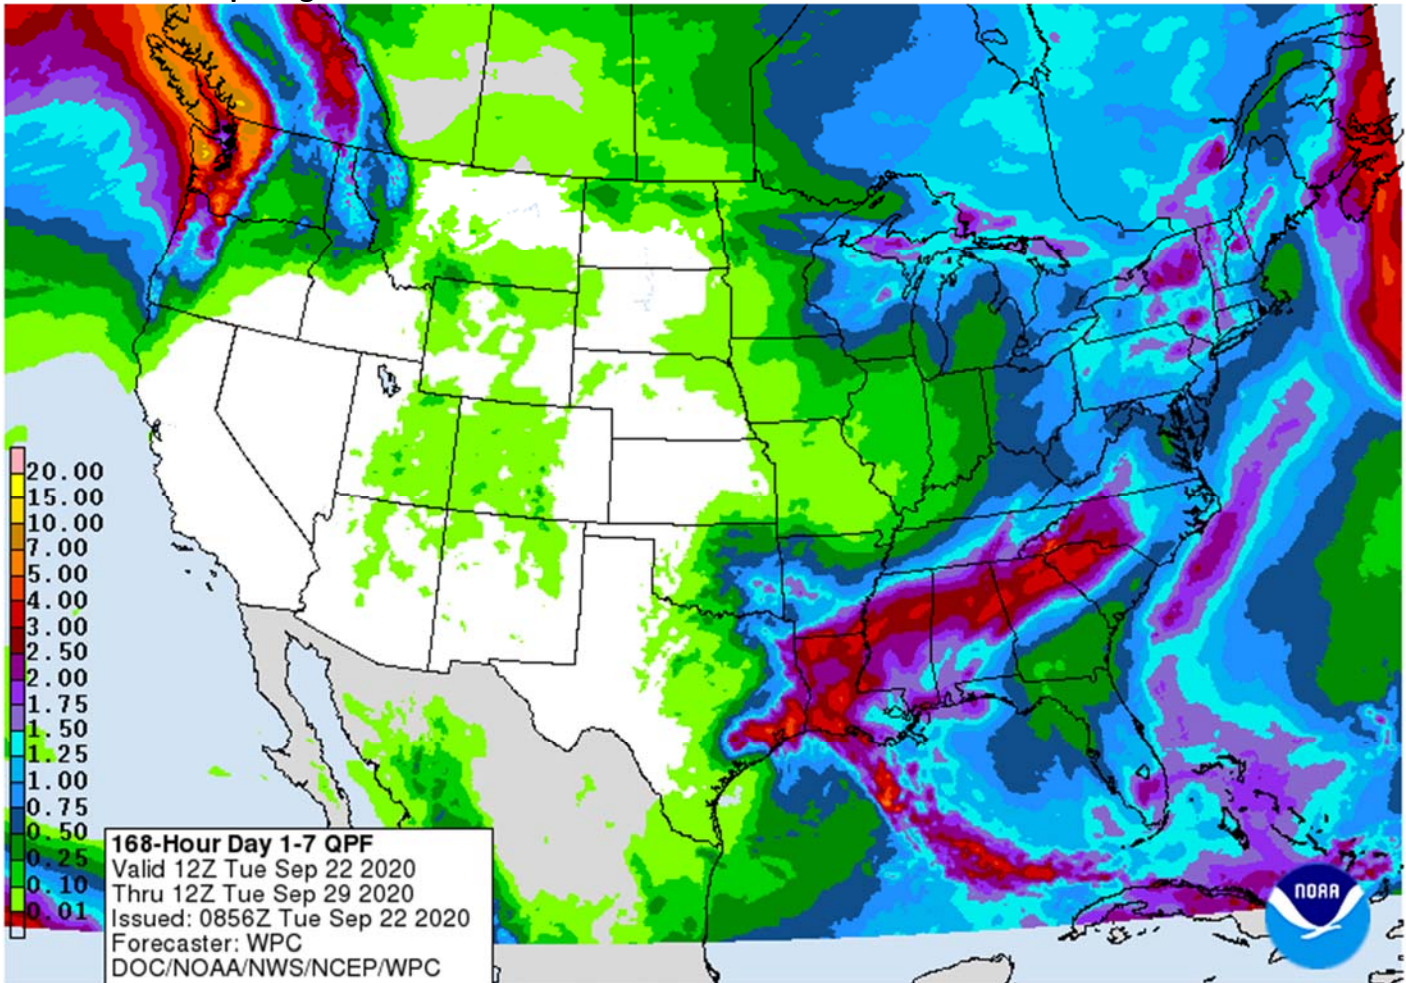 20.00
15.00
10.00
7.00
5.00
4.00
3.00
2.50
2.00
1.75
1.50
1.25
1.00
0.75
0.50
0.25
0.10
0.01
168-Hour Day 1-7 QPF
Valid 12Z Tue Sep 22 2020
Thru 12Z Tue Sep 29 2020
Issued: 0856Z Tue Sep 22 2020
Forecaster: WPC
DOC/NOAA/NWS/NCEP/WPC
NOAA